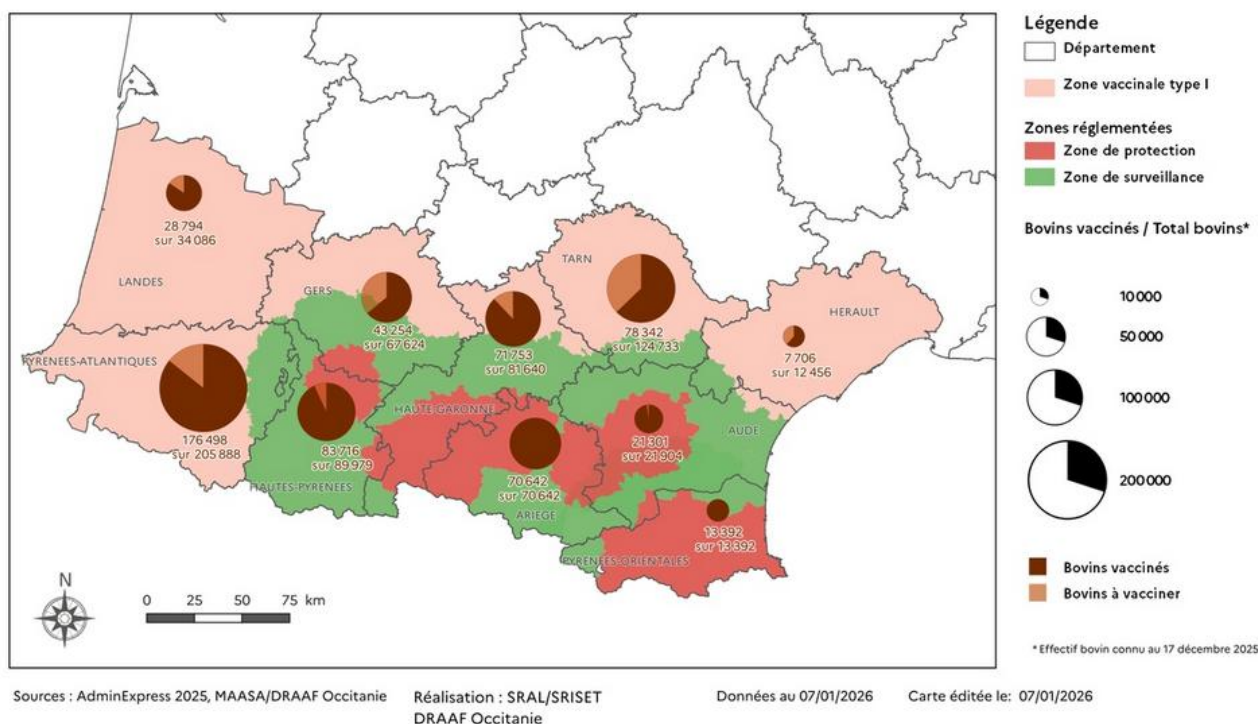 LANDES
28 794
sur 34 086
GERS
43 254
sur 67 624
71 753
sur 81 640
TARN
78 342
sur 124 733
HERAULT
7 706
sur 12 456
PYRENEES-ATLANTIQUES
176 498
sur 205 888
HAUTES-PYRENEES
83 716
sur 89 979
HAUTE-GARONNE
70 642
sur 70 642
ARIEGE
AUDE
21 301
sur 21 904
PYRENEES-ORIENTALES
13 392
sur 13 392
N
0 25 50 75 km
Légende
Département
Zone vaccinale type I
Zones réglementées
Zone de protection
Zone de surveillance
Bovins vaccinés / Total bovins*
10 000
50 000
100 000
200 000
Bovins vaccinés
Bovins à vacciner
* Effectif bovin connu au 17 décembre 2025
Sources : AdminExpress 2025, MAASA/DRAAF Occitanie
Réalisation : SRAL/SRISET
DRAAF Occitanie
Données au 07/01/2026
Carte éditée le: 07/01/2026